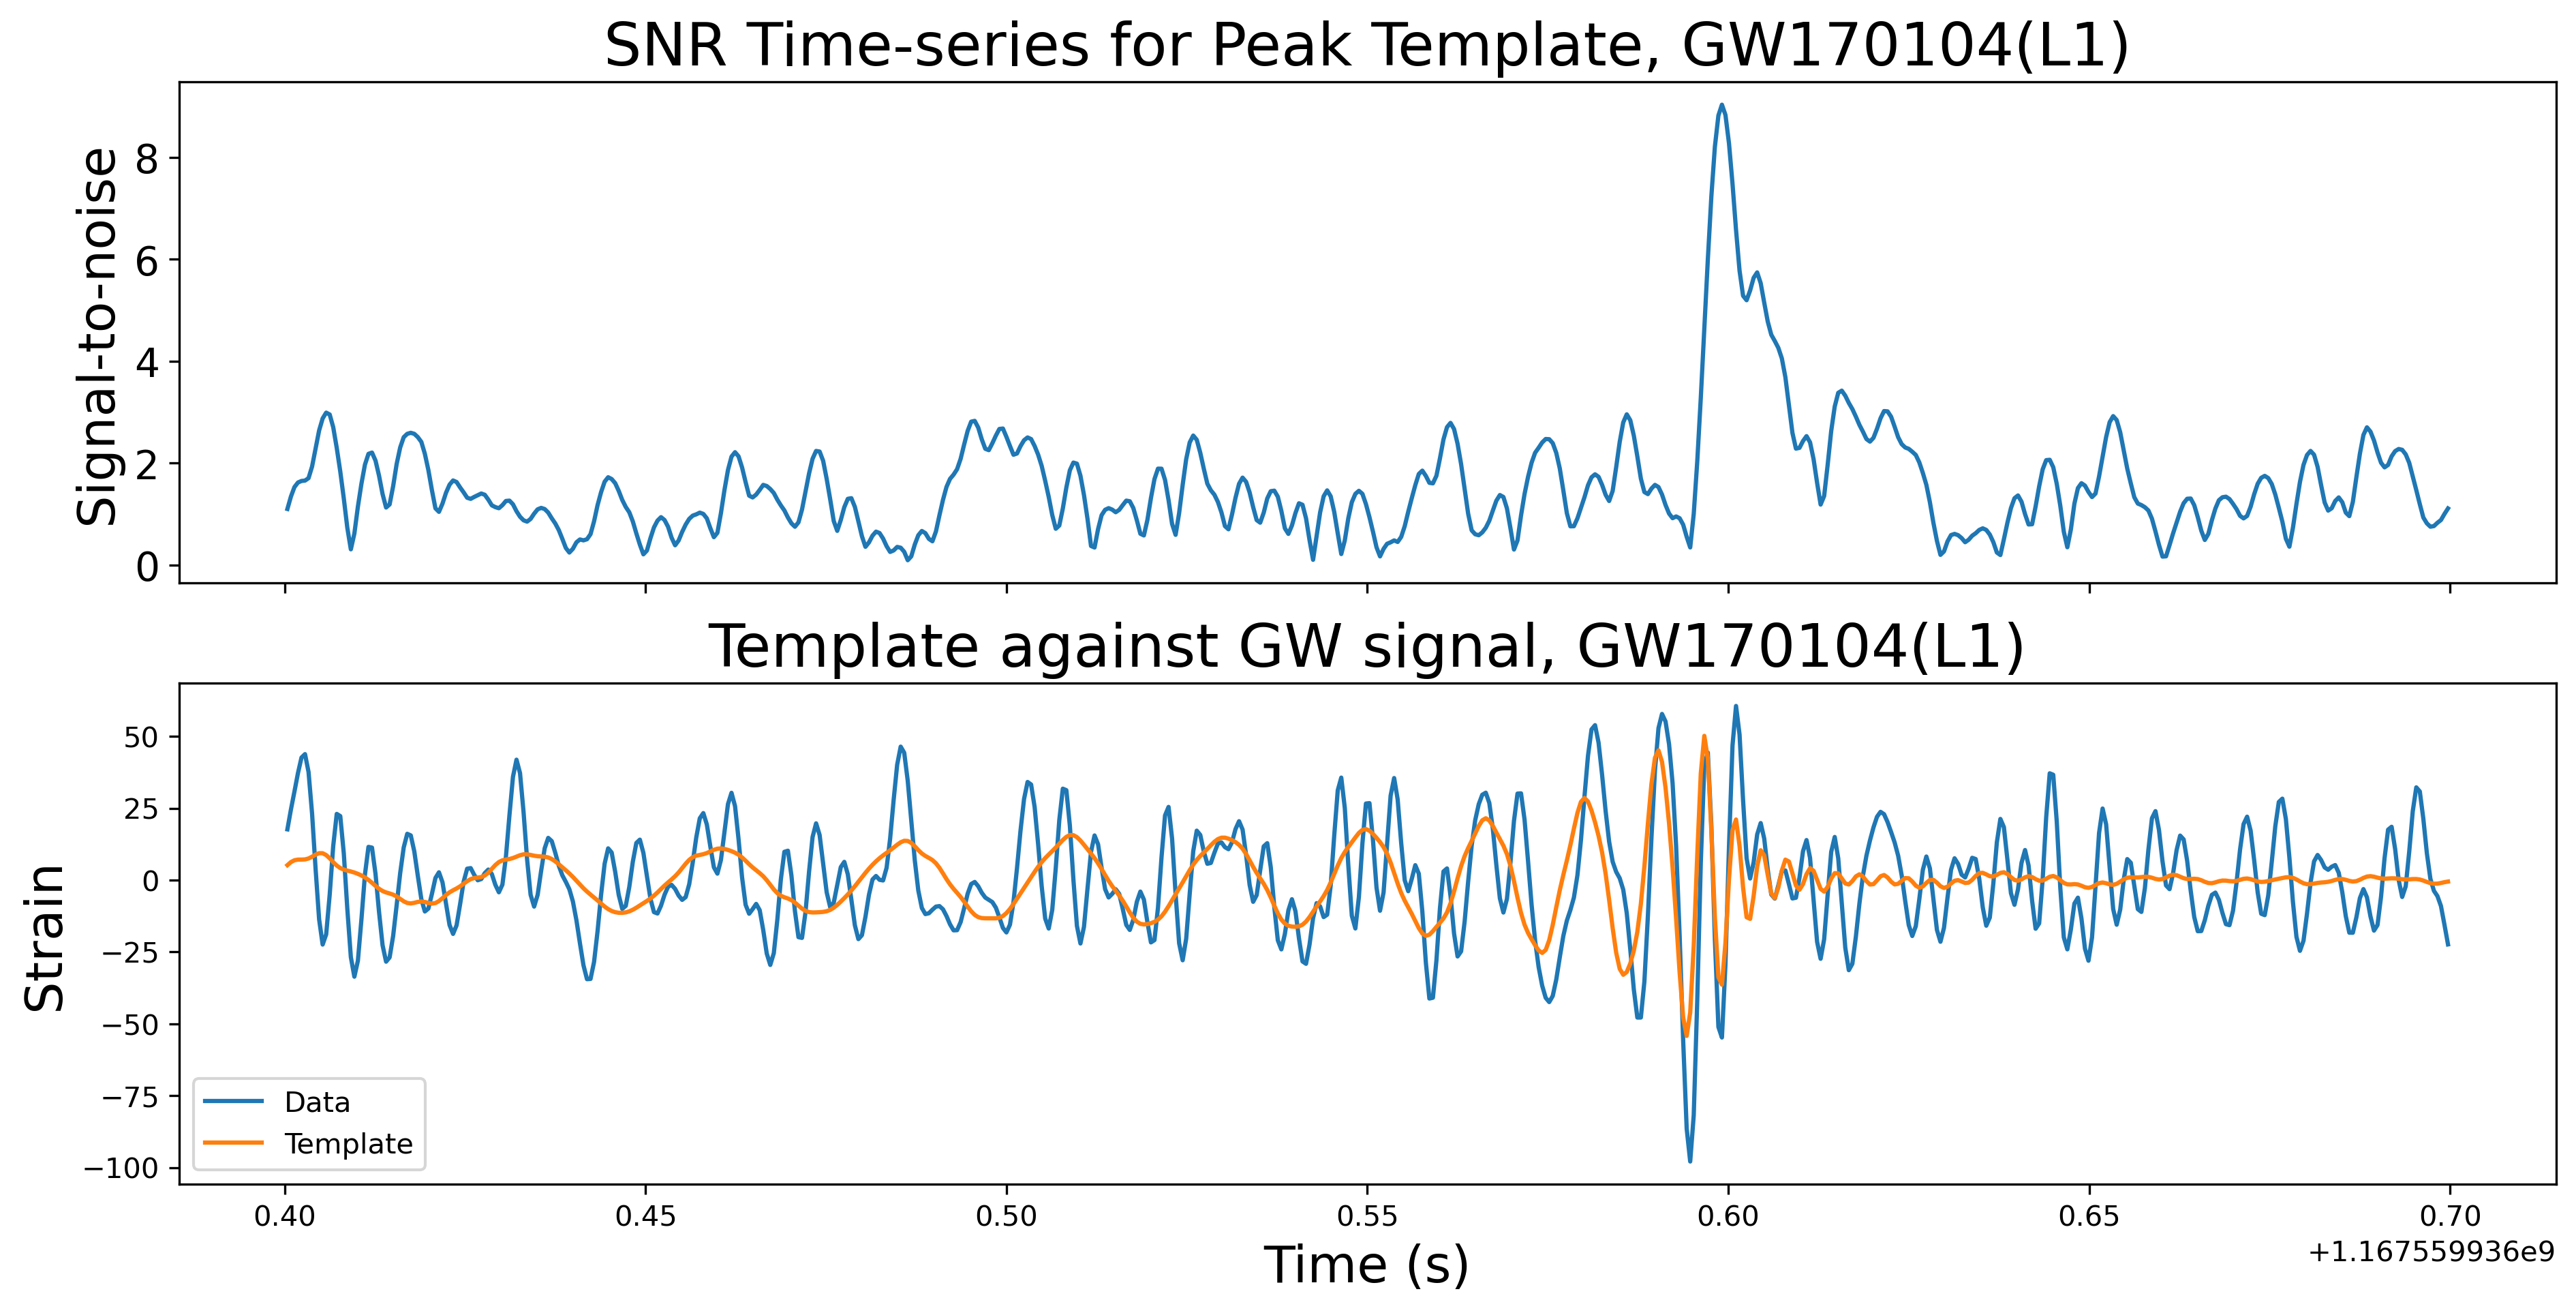 SNR Time-series for Peak Template, GW170104(L1)
Signal-to-noise
8
6
4
2
0
Template against GW signal, GW170104(L1)
Strain
50
25
0
−25
−50
−75
−100
Data
Template
0.40 0.45 0.50 0.55 0.60 0.65 0.70
Time (s)
+1.167559936e9